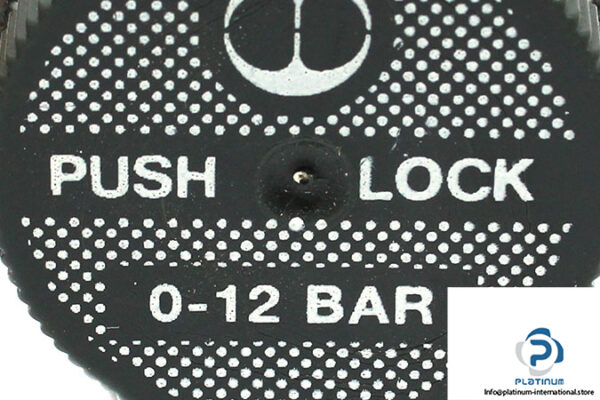 PUSH LOCK
0-12 BAR
PLATINUM
Info@platinum-international.store